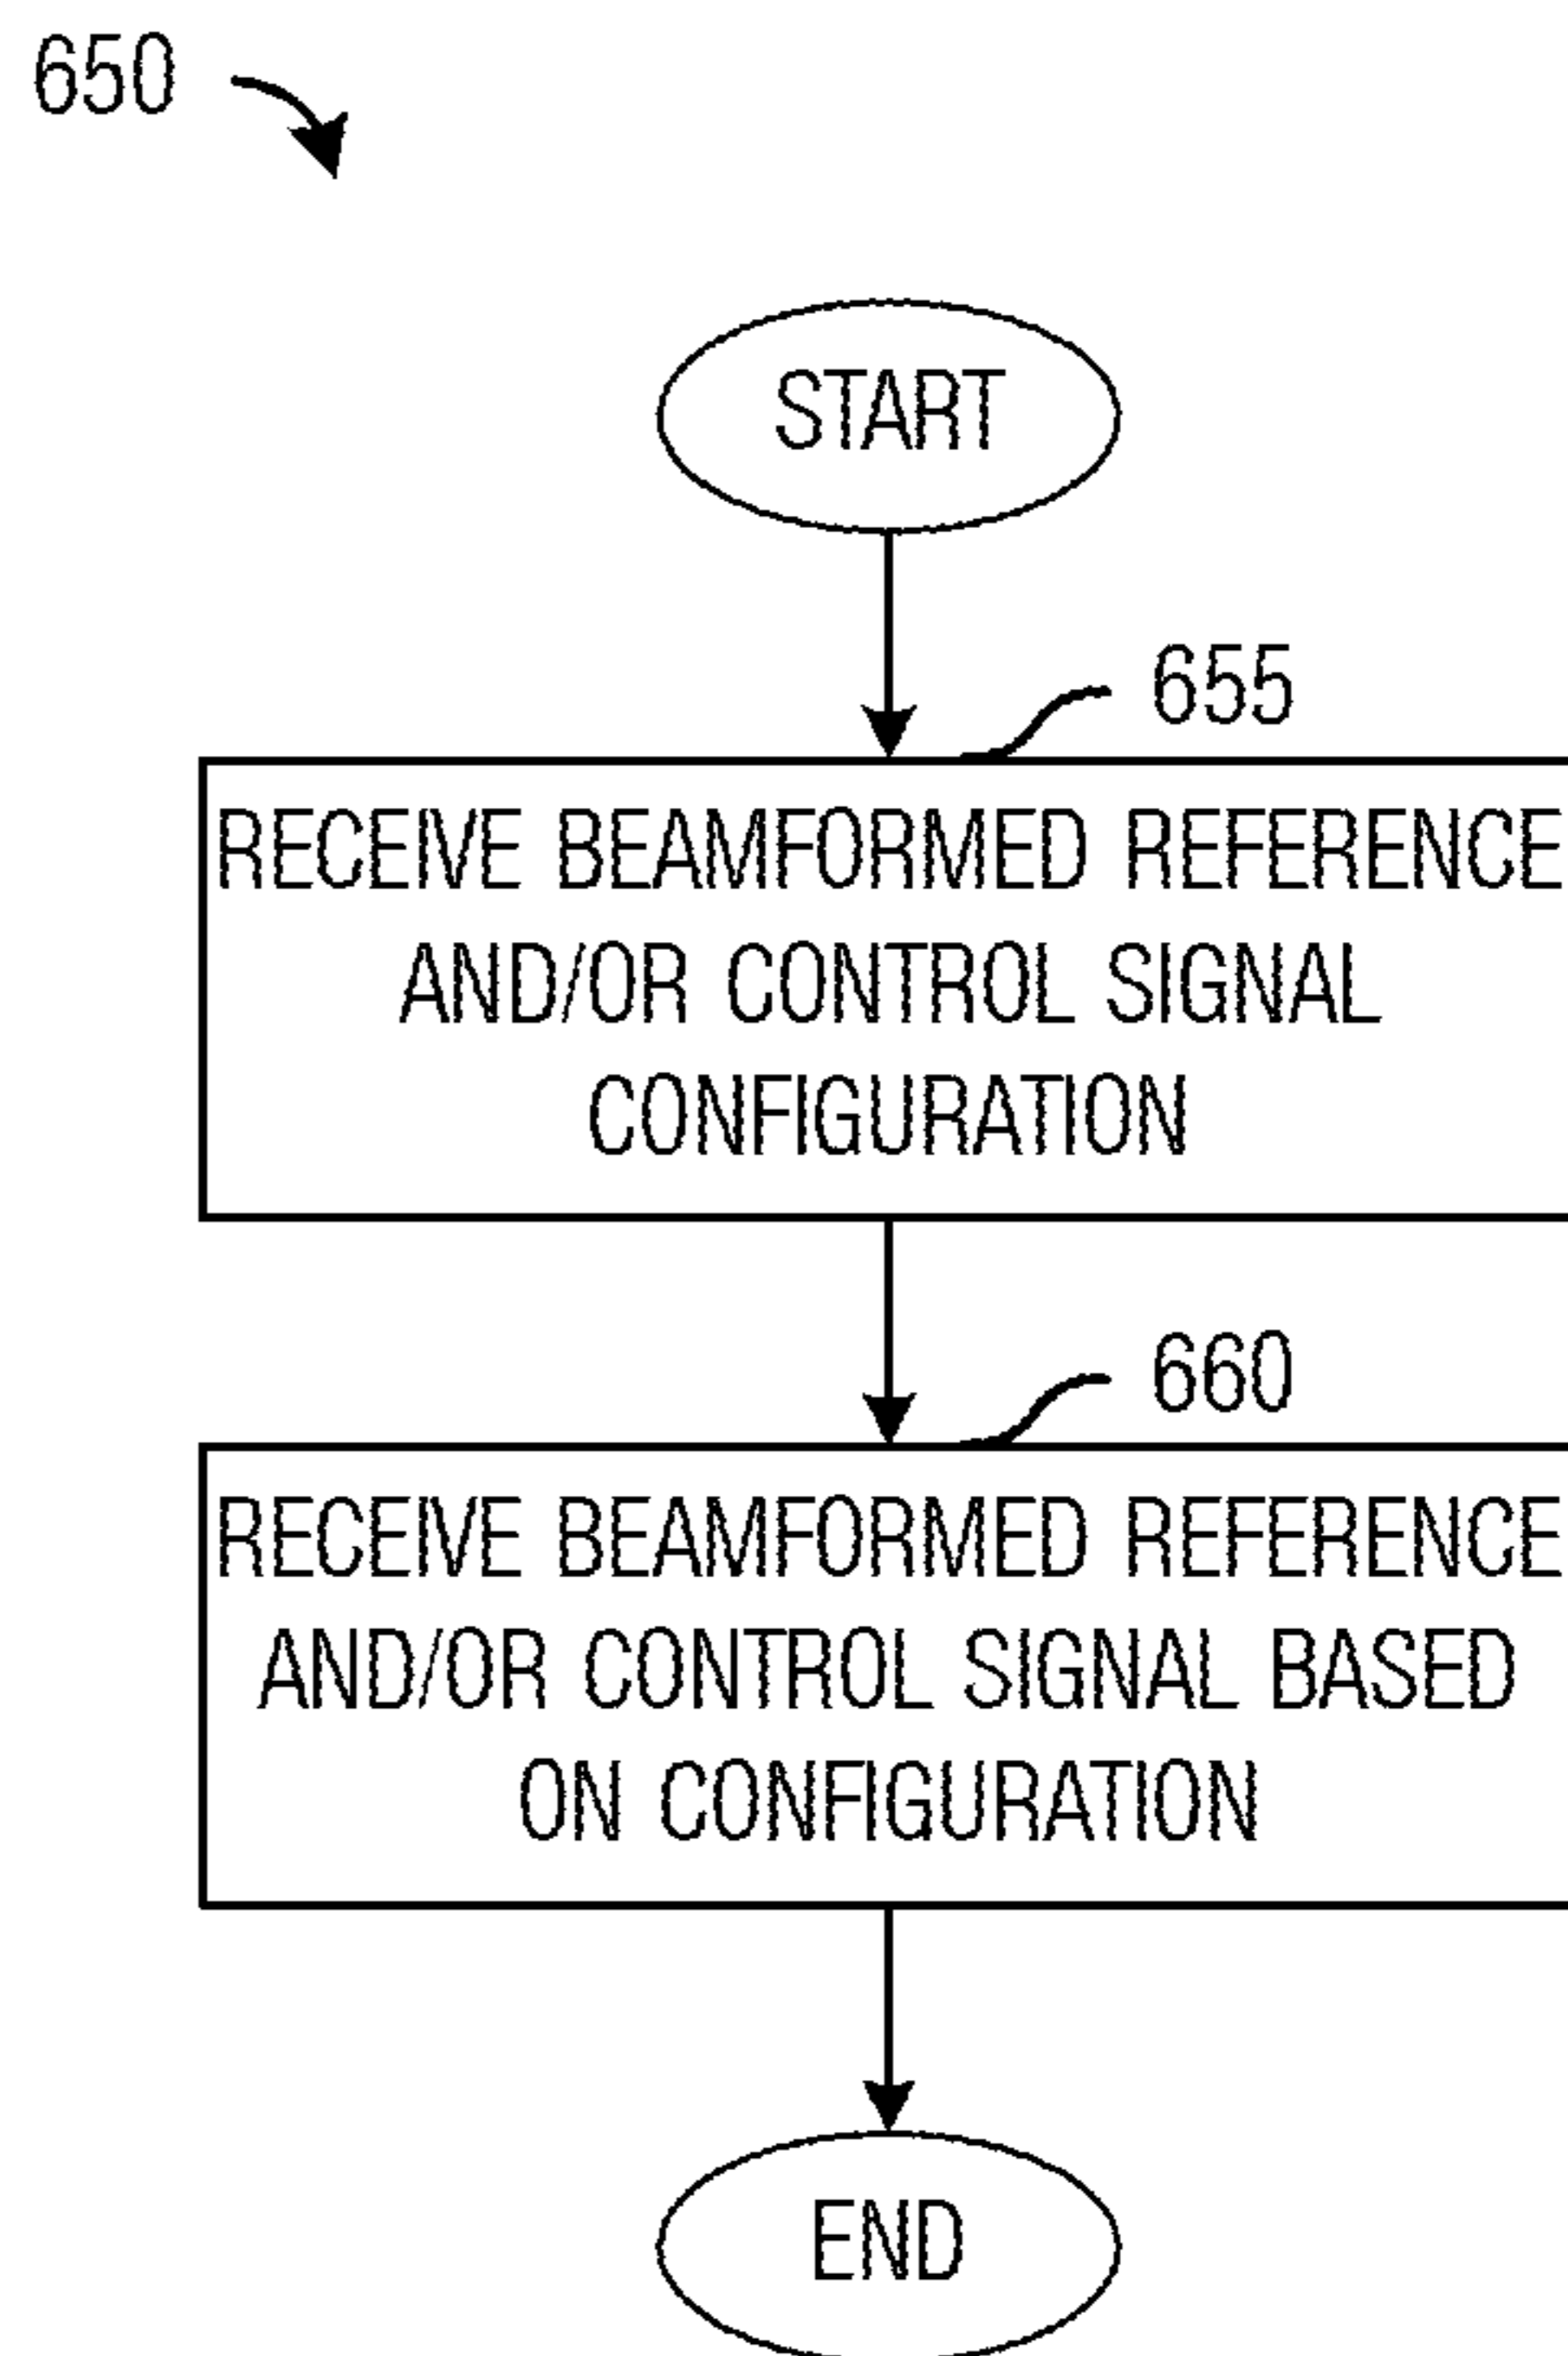 650
START
655
RECEIVE BEAMFORMED REFERENCE
AND/OR CONTROL SIGNAL
CONFIGURATION
660
RECEIVE BEAMFORMED REFERENCE
AND/OR CONTROL SIGNAL BASED
ON CONFIGURATION
END